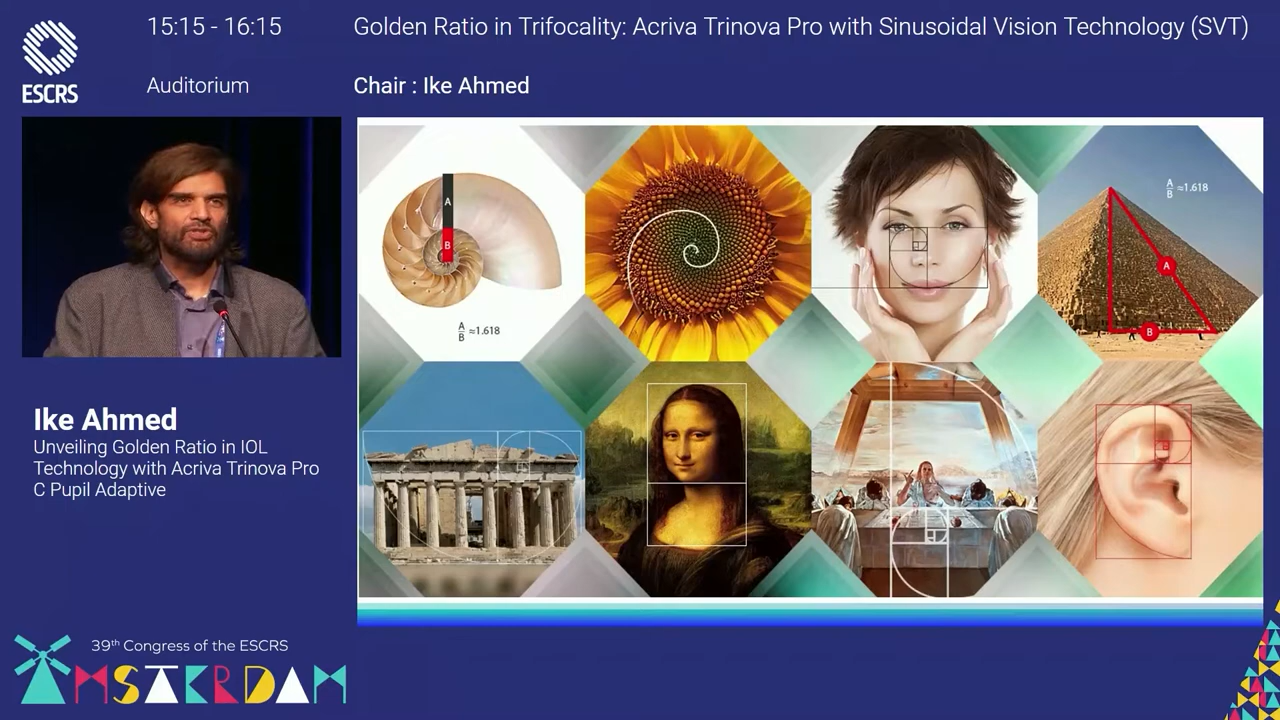 15:15 - 16:15
Golden Ratio in Trifocality: Acriva Trinova Pro with Sinusoidal Vision Technology (SVT)
ESCRS
Auditorium
Chair : Ike Ahmed
A
B
A
B ≈1.618
A
B ≈1.618
A
B
Ike Ahmed
Unveiling Golden Ratio in IOL
Technology with Acriva Trinova Pro
C Pupil Adaptive
39th Congress of the ESCRS
AMSTERDAM